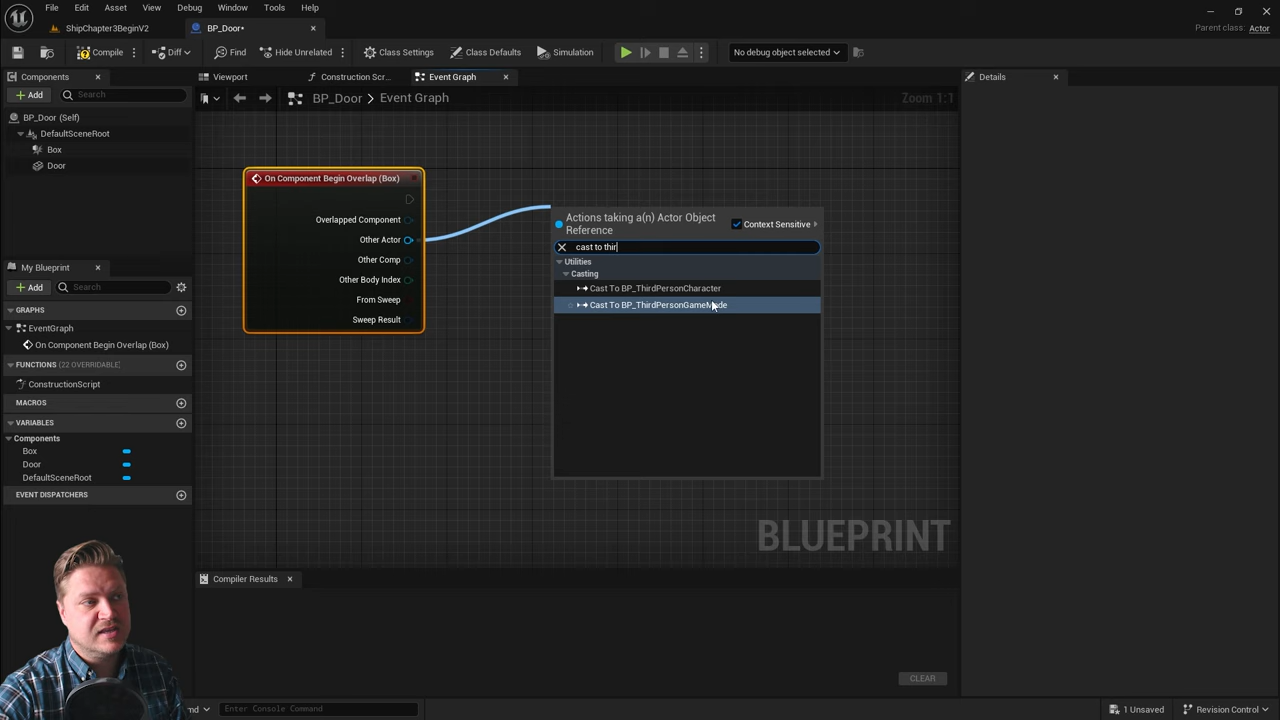 File Edit Asset View Debug Window Tools Help
ShipChapter3BeginV2
BP_Door•
Parent class: Actor
Compile
Diff
Find
Hide Unrelated
Class Settings
Class Defaults
Simulation
No debug object selected
Components
Viewport
Construction Scr...
Event Graph
Details
Add
Search
BP_Door > Event Graph
Zoom 1:1
BP_Door (Self)
DefaultSceneRoot
Box
Door
On Component Begin Overlap (Box)
Overlapped Component
Other Actor
Other Comp
Other Body Index
From Sweep
Sweep Result
Actions taking a(n) Actor Object
Reference
Context Sensitive
cast to thir
Utilities
Casting
Cast To BP_ThirdPersonCharacter
Cast To BP_ThirdPersonGameMode
My Blueprint
Add
Search
GRAPHS
EventGraph
On Component Begin Overlap (Box)
FUNCTIONS (22 OVERRIDABLE)
ConstructionScript
MACROS
VARIABLES
Components
Box
Door
DefaultSceneRoot
EVENT DISPATCHERS
BLUEPRINT
Compiler Results
CLEAR
md
Enter Console Command
1 Unsaved
Revision Control